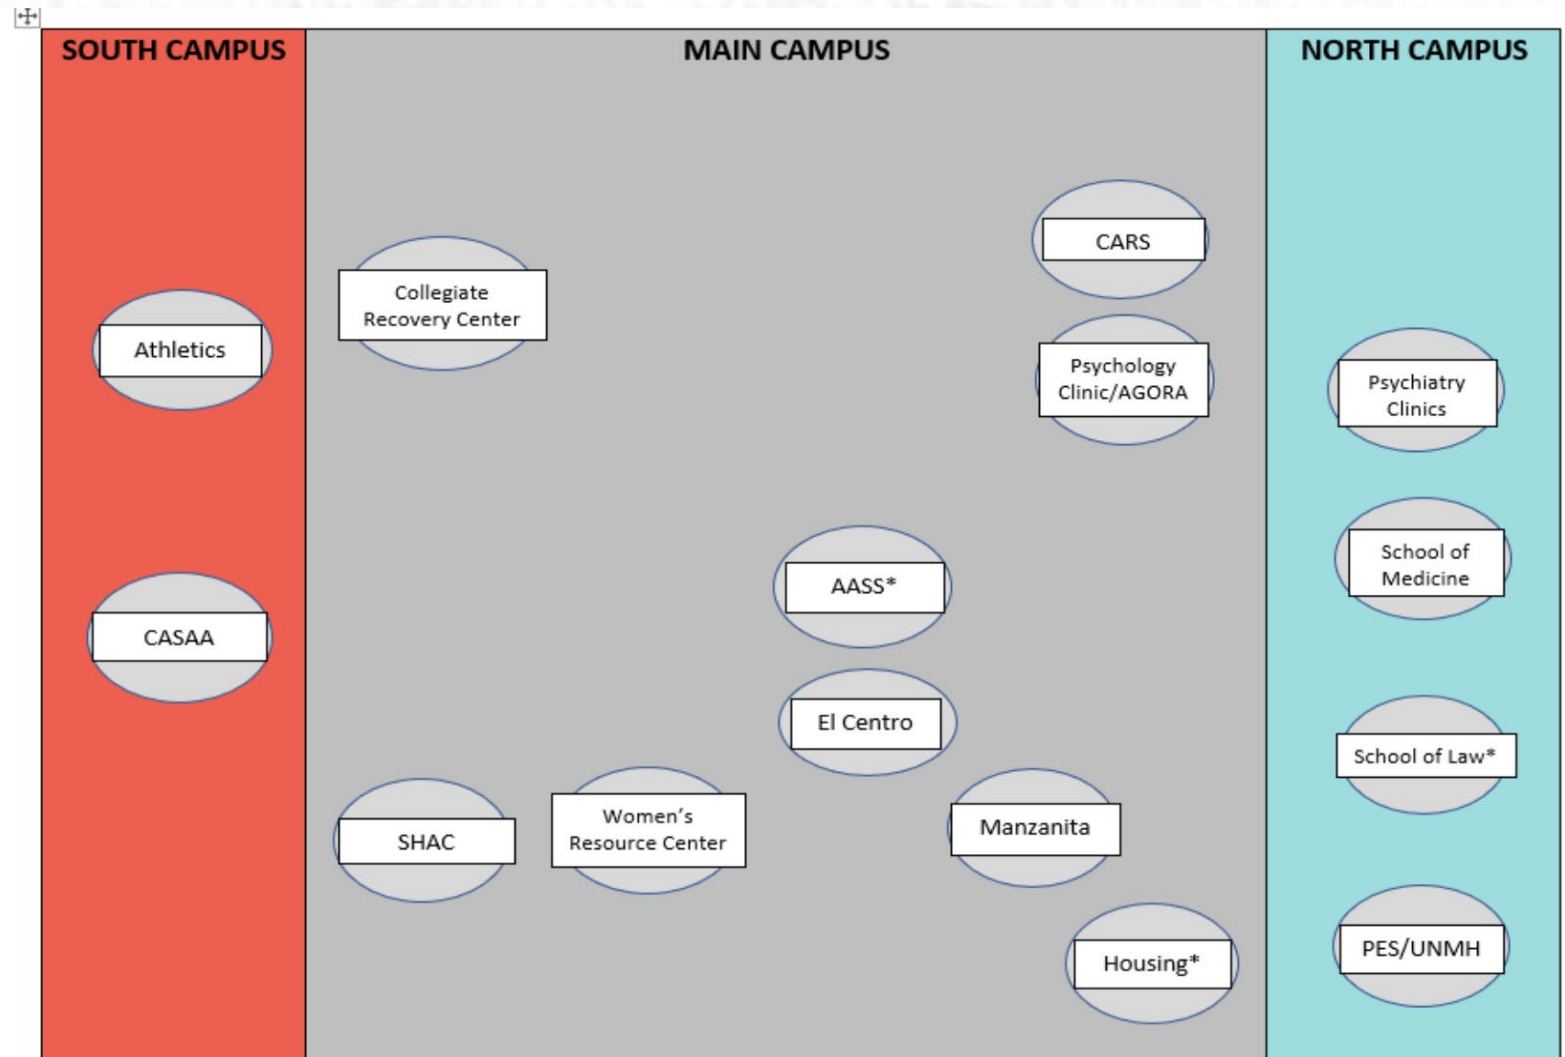 SOUTH CAMPUS
MAIN CAMPUS
NORTH CAMPUS
Athletics
CASAA
Collegiate
Recovery Center
CARS
Psychology
Clinic/AGORA
AASS*
El Centro
SHAC
Women’s
Resource Center
Manzanita
Housing*
Psychiatry
Clinics
School of
Medicine
School of Law*
PES/UNMH